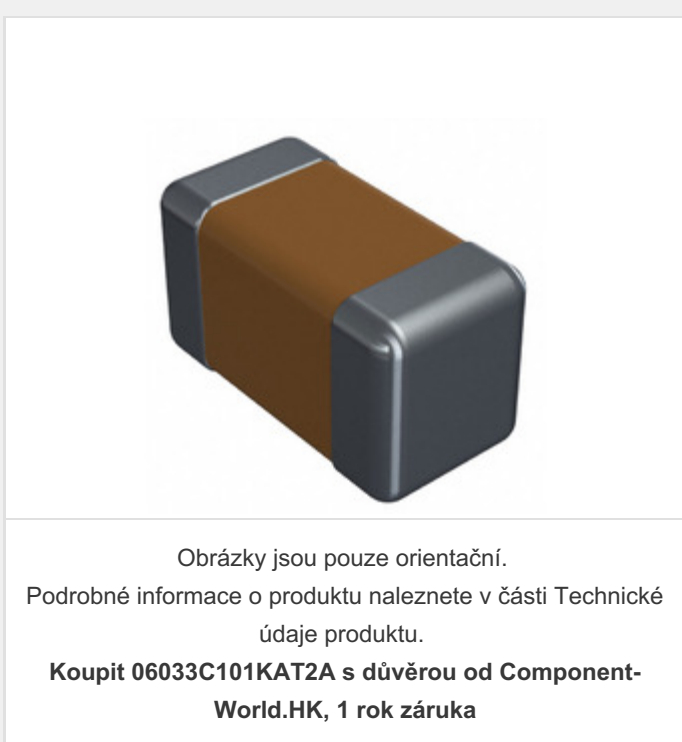 Obrázky jsou pouze orientační.
Podrobné informace o produktu naleznete v části Technické
údaje produktu.
Koupit 06033C101KAT2A s důvěrou od Component-
World.HK, 1 rok záruka